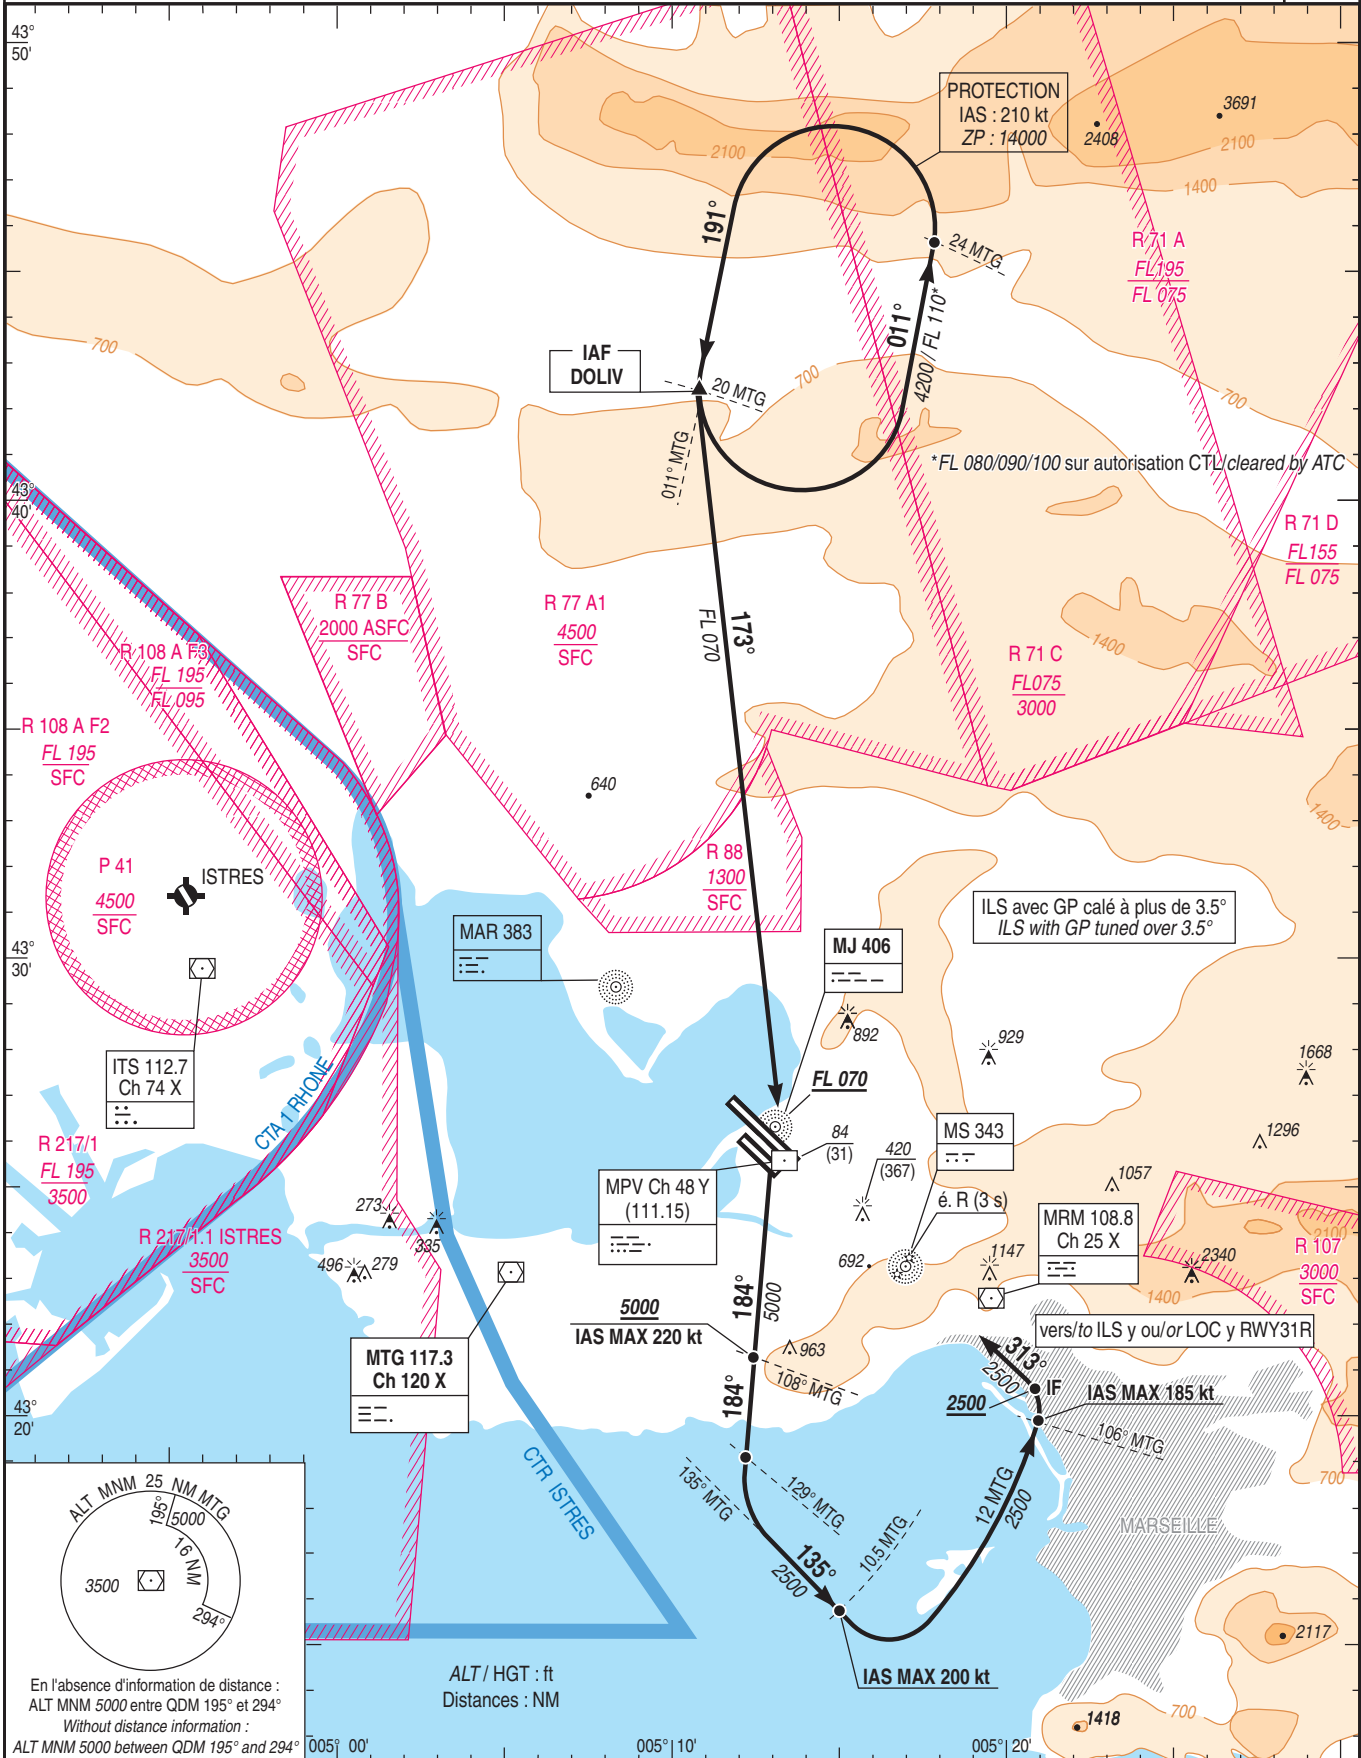 43°
50'
PROTECTION
IAS : 210 kt
ZP : 14000
3691
2408
2100
2100
1400
191°
24 MTG
R 71 A
FL195
FL 075
011°
4200 / FL 110*
700
IAF
DOLIV
20 MTG
700
700
011° MTG
*FL 080/090/100 sur autorisation CTL/cleared by ATC
43°
40'
R 71 D
FL155
FL 075
R 77 B
2000 ASFC
SFC
R 77 A1
4500
SFC
173°
FL 070
1400
R 71 C
FL075
3000
R 108 A F3
FL 195
FL 095
R 108 A F2
FL 195
SFC
640
1400
P 41
4500
SFC
ISTRES
R 88
1300
SFC
ILS avec GP calé à plus de 3.5°
ILS with GP tuned over 3.5°
MAR 383
MJ 406
43°
30'
892
929
1668
ITS 112.7
Ch 74 X
CTA 1 RHONE
FL 070
84
(31)
420
(367)
MS 343
1296
R 217/1
FL 195
3500
MPV Ch 48 Y
(111.15)
1057
é. R (3 s)
MRM 108.8
Ch 25 X
273
335
R 217/1.1 ISTRES
3500
SFC
496
279
692
1147
2340
2100
1400
R 107
3000
SFC
184°
5000
5000
IAS MAX 220 kt
vers/to ILS y ou/or LOC y RWY31R
MTG 117.3
Ch 120 X
963
108° MTG
313°
2500
IF
2500
IAS MAX 185 kt
184°
43°
20'
106° MTG
700
CTR ISTRES
135° MTG
129° MTG
12 MTG
2500
MARSEILLE
10.5 MTG
135°
2500
ALT MNM 25 NM MTG
195°
5000
16 NM
3500
294°
2117
IAS MAX 200 kt
En l'absence d'information de distance :
ALT MNM 5000 entre QDM 195° et 294°
Without distance information :
ALT MNM 5000 between QDM 195° and 294°
ALT / HGT : ft
Distances : NM
1418
700
005° 00'
005° 10'
005° 20'